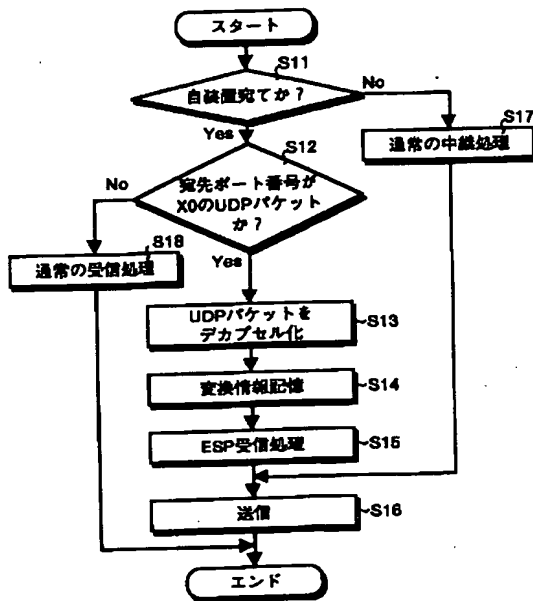 スタート
S11
自装置宛てか？
No
S17
通常の中継処理
Yes
S12
宛先ポート番号が
X0のUDPパケット
か？
No
S18
通常の受信処理
Yes
UDPパケットを
デカプセル化
S13
変換情報記憶
S14
ESP受信処理
S15
送信
S16
エンド